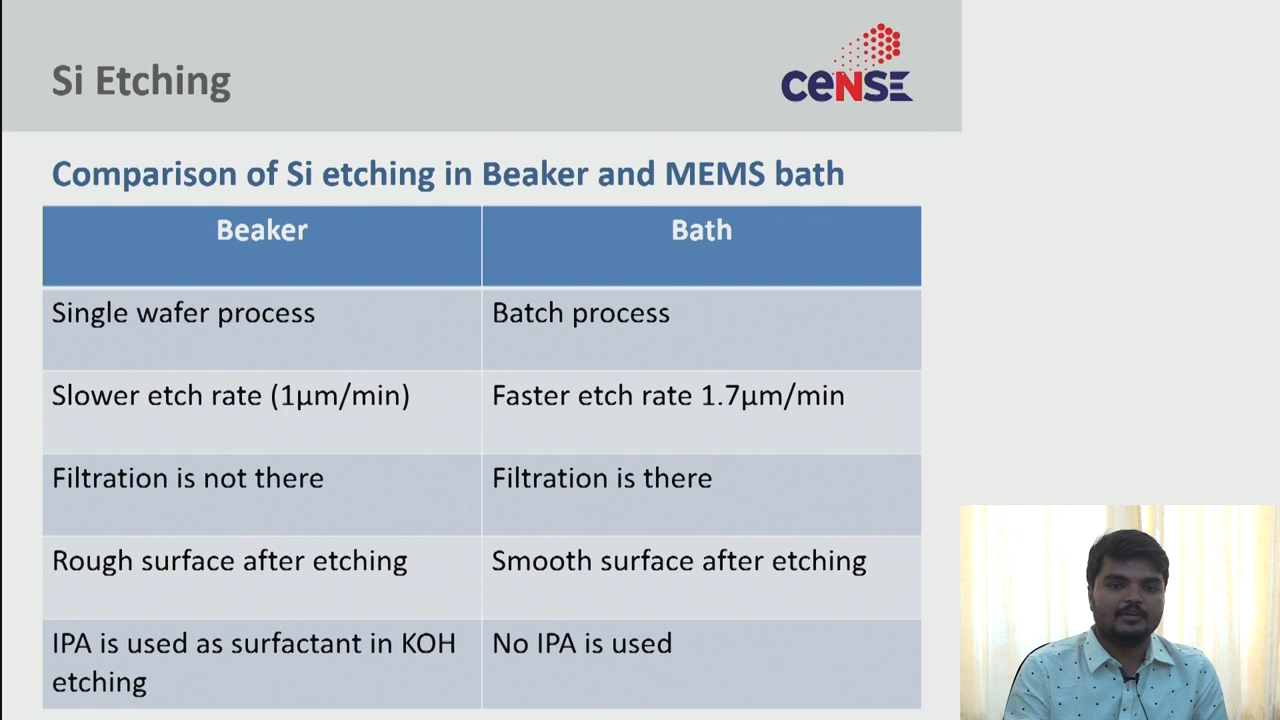 Si Etching
ceNSE
Comparison of Si etching in Beaker and MEMS bath
Beaker
Bath
Single wafer process
Batch process
Slower etch rate (1µm/min)
Faster etch rate 1.7µm/min
Filtration is not there
Filtration is there
Rough surface after etching
Smooth surface after etching
IPA is used as surfactant in KOH
etching
No IPA is used